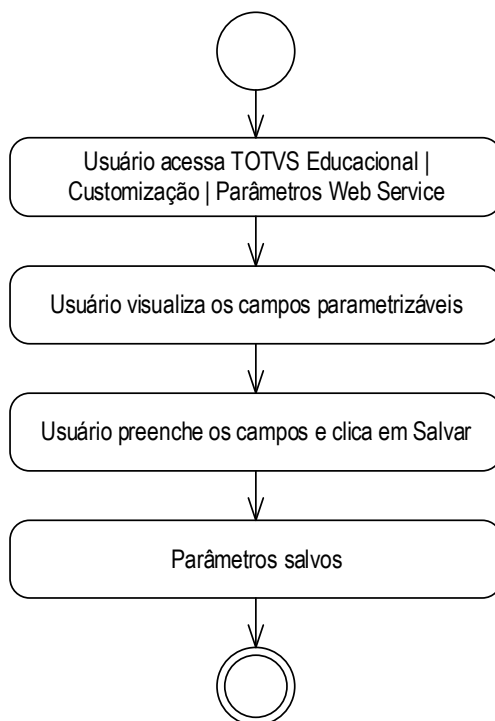 Usuário acessa TOTVS Educacional |
Customização | Parâmetros Web Service
Usuário visualiza os campos parametrizáveis
Usuário preenche os campos e clica em Salvar
Parâmetros salvos